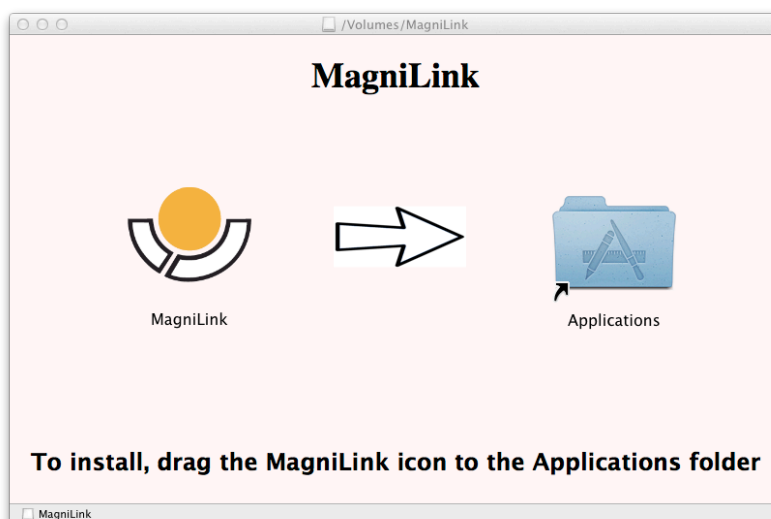 /Volumes/MagniLink
MagniLink
MagniLink
Applications
To install, drag the MagniLink icon to the Applications folder
MagniLink